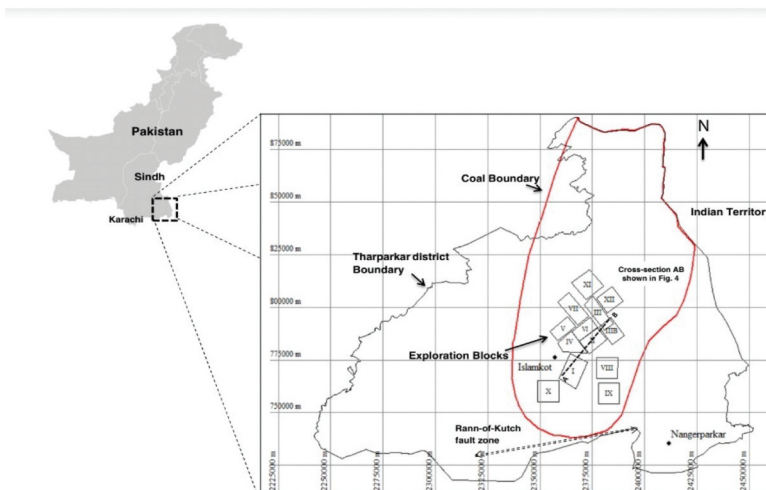 Pakistan
Sindh
Karachi
N
875000 m
850000 m
825000 m
800000 m
775000 m
750000 m
Coal Boundary
Indian Territor
Tharparkar district
Boundary
Cross-section AB
shown in Fig. 4
XI
XII
VII
III
V
VI
IIIB
IV
B
Exploration Blocks
Islamkot
A
I
VIII
X
IX
Rann-of-Kutch
fault zone
Nangerparkar
2225000 m
2250000 m
2275000 m
2300000 m
2325000 m
2350000 m
2375000 m
2400000 m
2425000 m
2450000 m